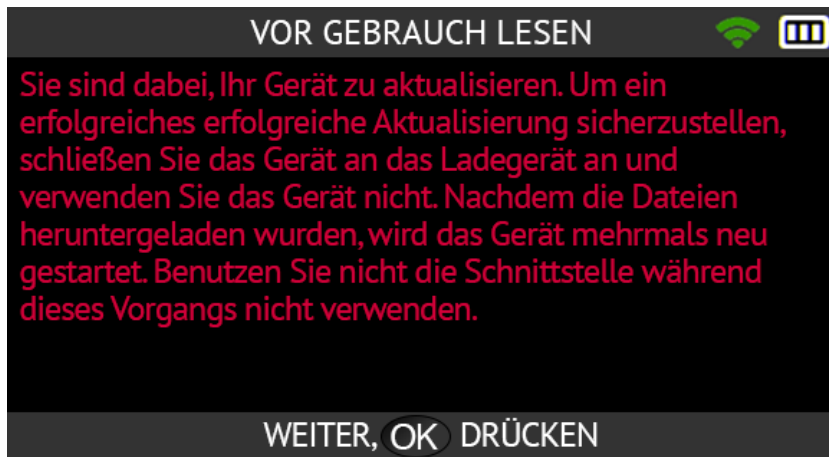 VOR GEBRAUCH LESEN
Sie sind dabei, Ihr Gerät zu aktualisieren. Um ein
erfolgreiches erfolgreiche Aktualisierung sicherzustellen,
schließen Sie das Gerät an das Ladegerät an und
verwenden Sie das Gerät nicht. Nachdem die Dateien
heruntergeladen wurden, wird das Gerät mehrmals neu
gestartet. Benutzen Sie nicht die Schnittstelle während
dieses Vorgangs nicht verwenden.
WEITER, OK DRÜCKEN